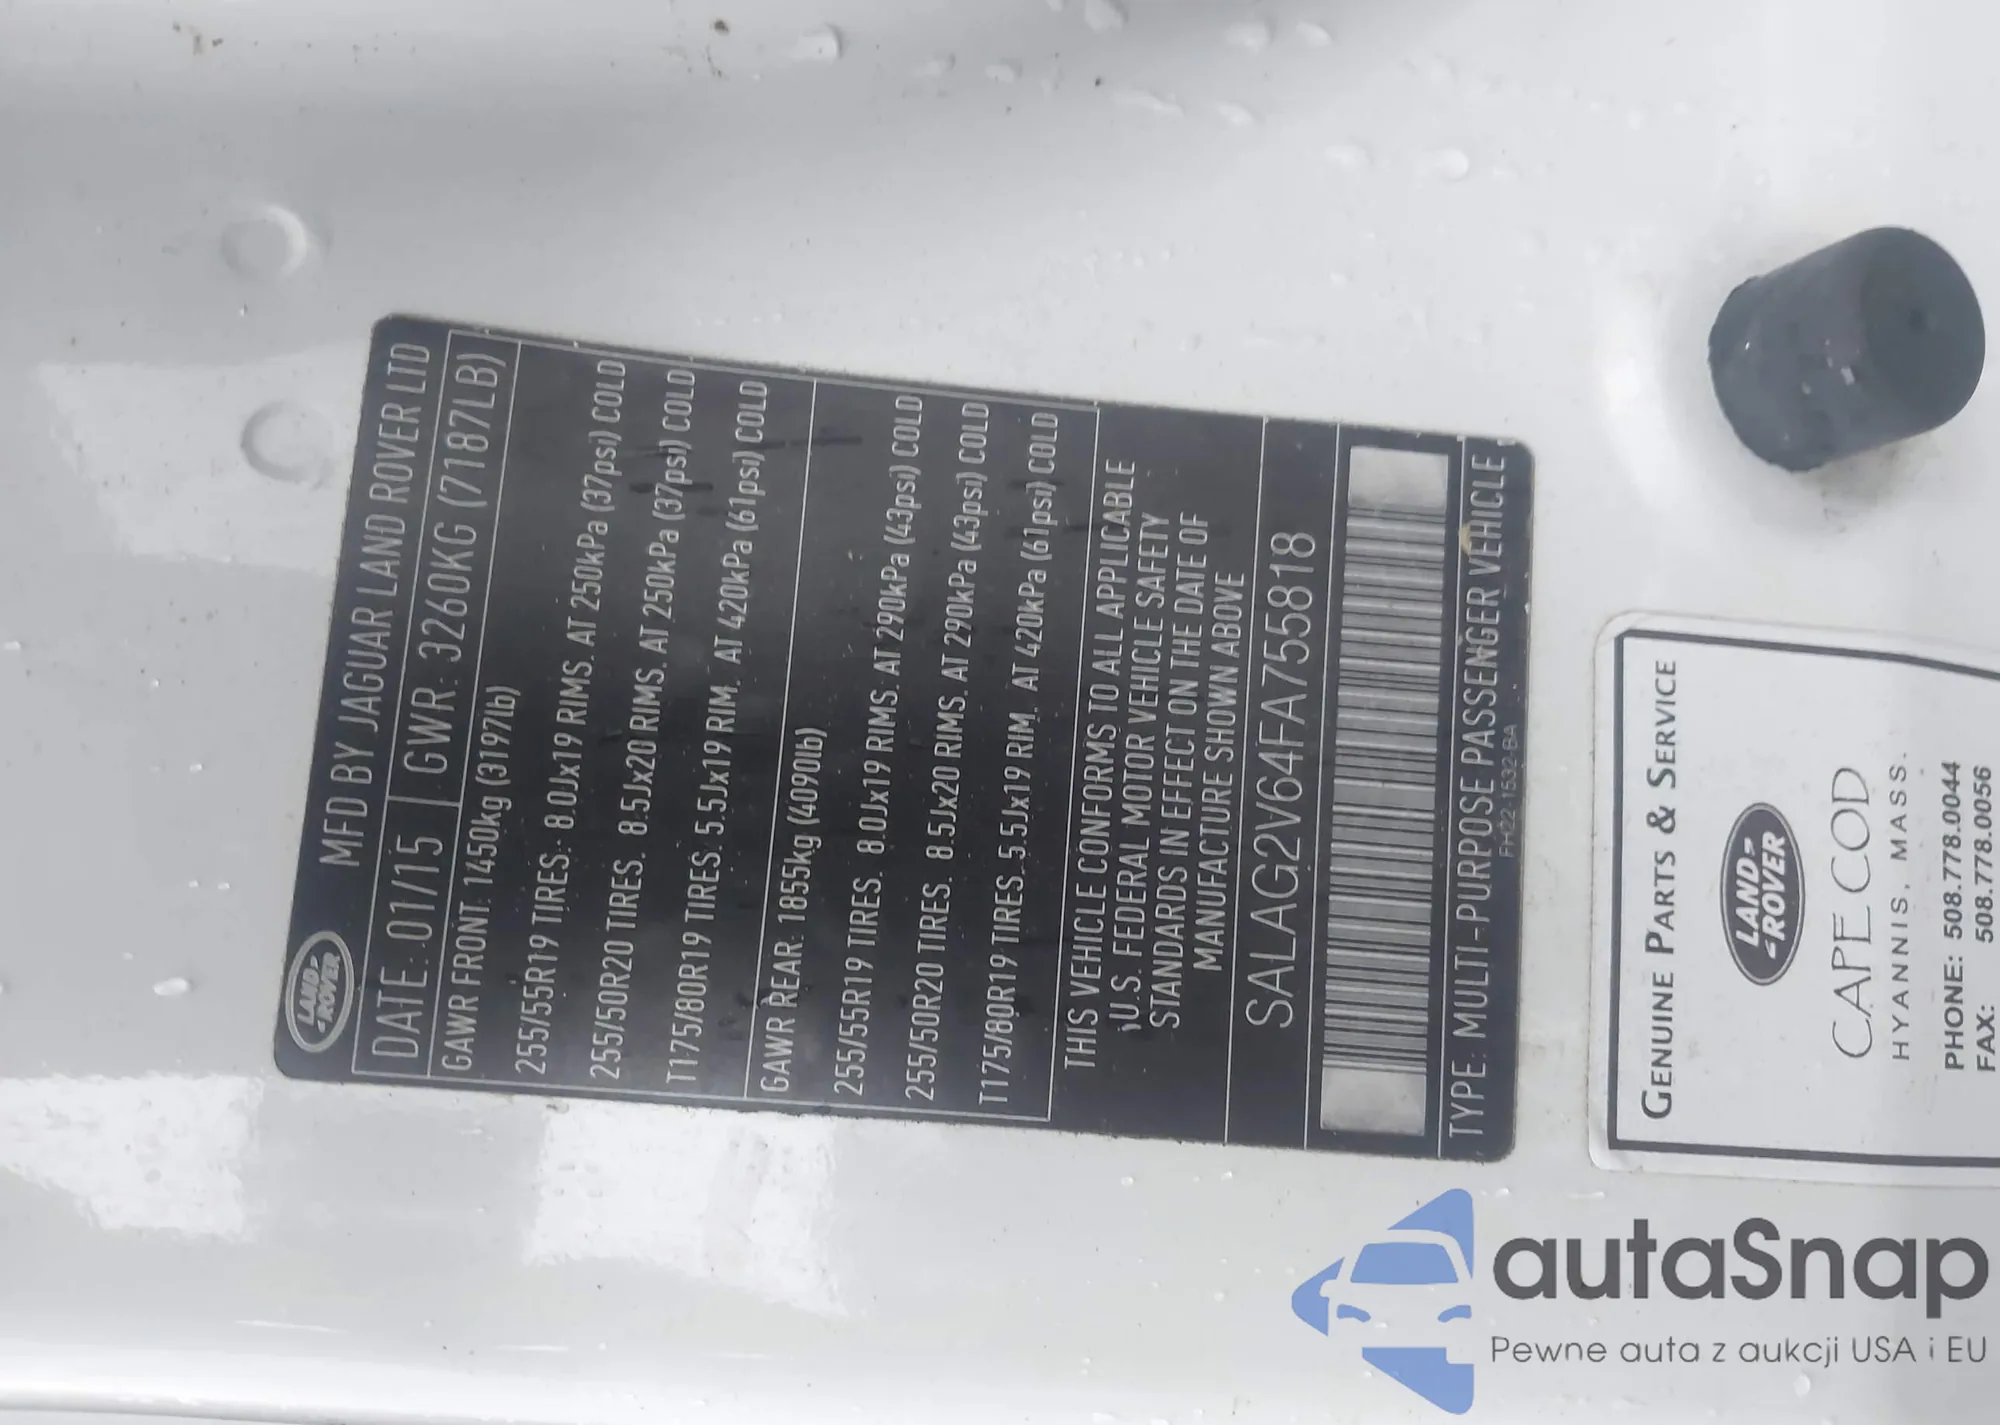 LAND
ROVER
MFD BY JAGUAR LAND ROVER LTD
DATE: 01/15 GWR: 3260KG (7187LB)
GAWR FRONT. 1450kg (3197lb)
255/55R19 TIRES: 8.0Jx19 RIMS. AT 250kPa (37psi) COLD
255/50R20 TIRES. 8.5Jx20 RIMS. AT 250kPa (37psi) COLD
T175/80R19 TIRES. 5.5Jx19 RIM. AT 420kPa (61psi) COLD
GAWR REAR: 1855kg (4090lb)
255/55R19 TIRES. 8.0Jx19 RIMS. AT 290kPa (43psi) COLD
255/50R20 TIRES. 8.5Jx20 RIMS. AT 290kPa (43psi) COLD
T175/80R19 TIRES. 5.5Jx19 RIM. AT 420kPa (61psi) COLD
THIS VEHICLE CONFORMS TO ALL APPLICABLE
U.S. FEDERAL MOTOR VEHICLE SAFETY
STANDARDS IN EFFECT ON THE DATE OF
MANUFACTURE SHOWN ABOVE
SALAG2V64FA755818
TYPE: MULTI-PURPOSE PASSENGER VEHICLE
FH22-1532-BA
GENUINE PARTS & SERVICE
LAND
ROVER
CAPE COD
HYANNIS, MASS.
PHONE: 508.778.0044
FAX: 508.778.0056
autaSnap
Pewne auta z aukcji USA i EU